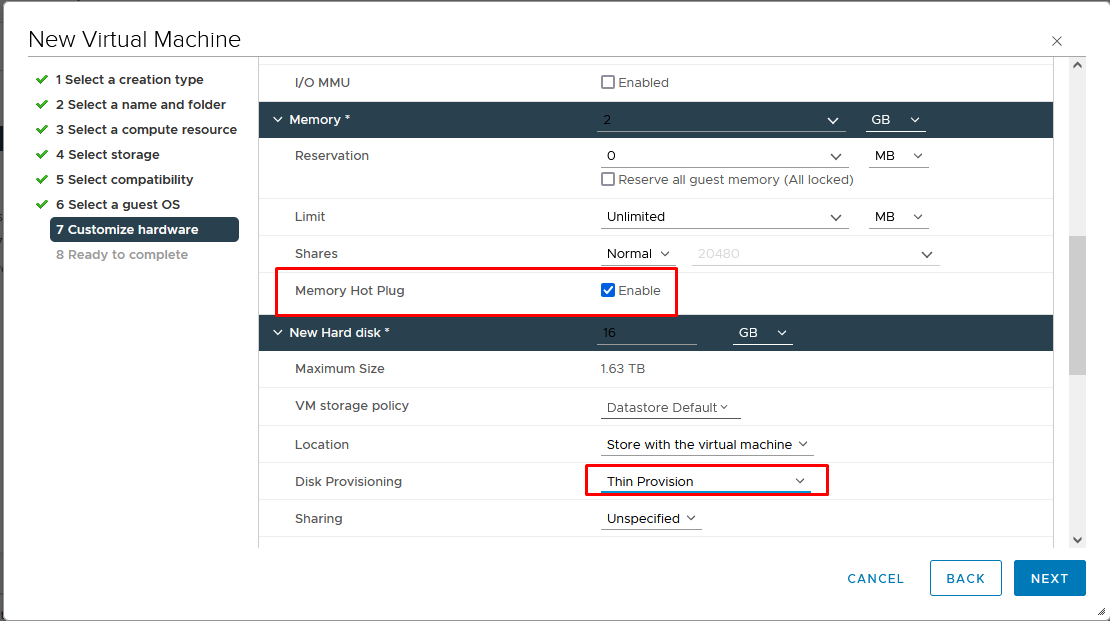 New Virtual Machine
1 Select a creation type
2 Select a name and folder
3 Select a compute resource
4 Select storage
5 Select compatibility
6 Select a guest OS
7 Customize hardware
8 Ready to complete
I/O MMU Enabled
Memory * 2 GB
Reservation 0 MB
Reserve all guest memory (All locked)
Limit Unlimited MB
Shares Normal 20480
Memory Hot Plug Enable
New Hard disk * 16 GB
Maximum Size 1.63 TB
VM storage policy Datastore Default
Location Store with the virtual machine
Disk Provisioning Thin Provision
Sharing Unspecified
CANCEL BACK NEXT